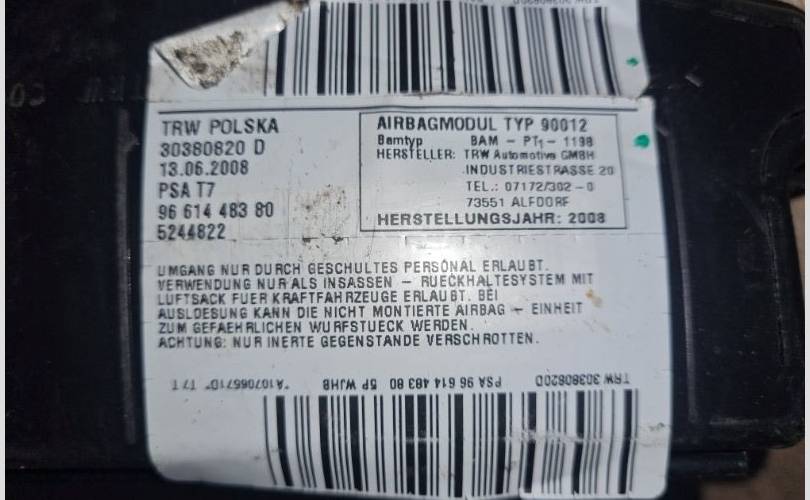 TRW POLSKA
30380820 D
13.06.2008
PSA T7
96 614 483 80
5244822
AIRBAGMODUL TYP 90012
Bamtyp BAM - PT1 - 1198
HERSTELLER: TRW Automotive GMBH
INDUSTRIESTRASSE 20
TEL.: 07172/302 - 0
73551 ALFDORF
HERSTELLUNGSJAHR: 2008
UMGANG NUR DURCH GESCHULTES PERSONAL ERLAUBT.
VERWENDUNG NUR ALS INSASSEN - RUECKHALTESYSTEM MIT
LUFTSACK FUER KRAFTFAHRZEUGE ERLAUBT. BEI
AUSLOESUNG KANN DIE NICHT MONTIERTE AIRBAG - EINHEIT
ZUM GEFAEHRLICHEN WURFSTUECK WERDEN.
ACHTUNG: NUR INERTE GEGENSTANDE VERSCHROTTEN.
TRW 30380820D PSA 96 614 483 80 5P WJHB *A10706571D* T7 T